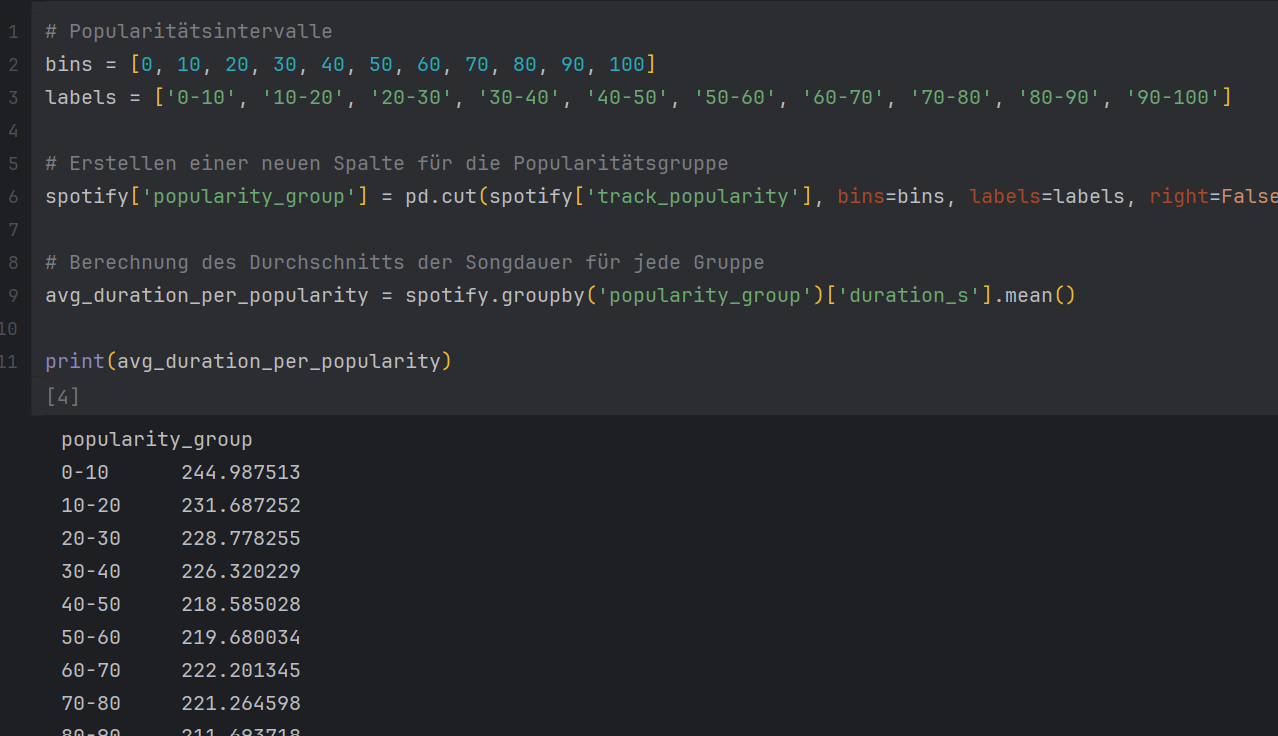 1 # Popularitätsintervalle
2 bins = [0, 10, 20, 30, 40, 50, 60, 70, 80, 90, 100]
3 labels = ['0-10', '10-20', '20-30', '30-40', '40-50', '50-60', '60-70', '70-80', '80-90', '90-100']
4
5 # Erstellen einer neuen Spalte für die Popularitätsgruppe
6 spotify['popularity_group'] = pd.cut(spotify['track_popularity'], bins=bins, labels=labels, right=False
7
8 # Berechnung des Durchschnitts der Songdauer für jede Gruppe
9 avg_duration_per_popularity = spotify.groupby('popularity_group')['duration_s'].mean()
10
11 print(avg_duration_per_popularity)
[4]
popularity_group
0-10 244.987513
10-20 231.687252
20-30 228.778255
30-40 226.320229
40-50 218.585028
50-60 219.680034
60-70 222.201345
70-80 221.264598
80-90 211.693718